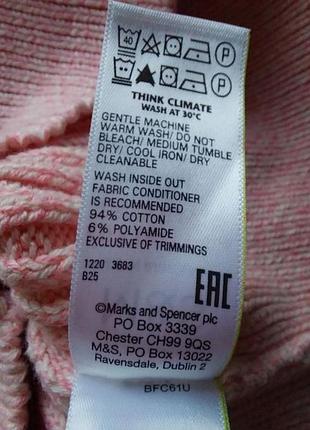 40 P
P
THINK CLIMATE
WASH AT 30°C
GENTLE MACHINE
WARM WASH/ DO NOT
BLEACH/ MEDIUM TUMBLE
DRY/ COOL IRON/ DRY
CLEANABLE
WASH INSIDE OUT
FABRIC CONDITIONER
IS RECOMMENDED
94% COTTON
6% POLYAMIDE
EXCLUSIVE OF TRIMMINGS
1220 3683
B25
EAC
©Marks and Spencer plc
PO Box 3339
Chester CH99 9QS
M&S, PO Box 13022
Ravensdale, Dublin 2
BFC61U